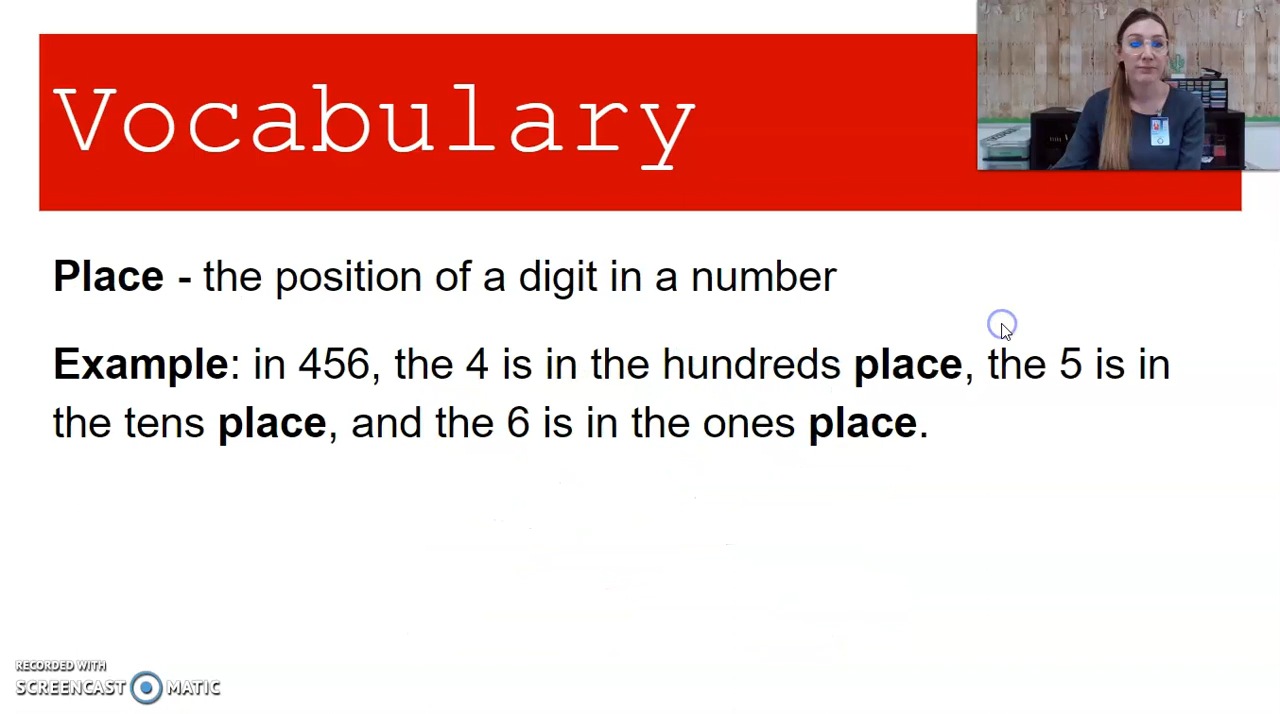 Vocabulary
Place - the position of a digit in a number
Example: in 456, the 4 is in the hundreds place, the 5 is in
the tens place, and the 6 is in the ones place.
RECORDED WITH
SCREENCAST MATIC